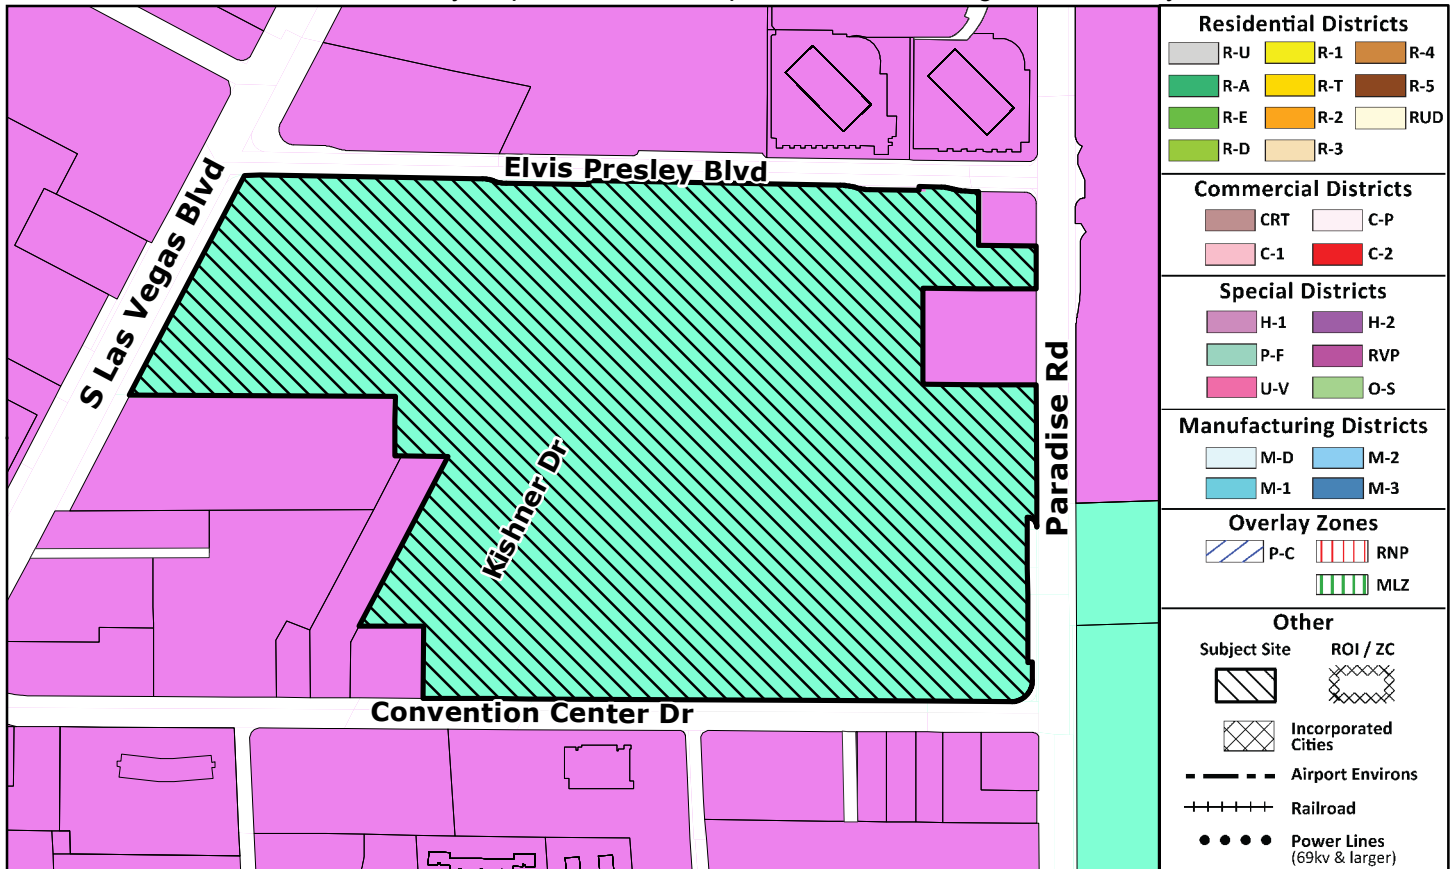 Elvis Presley Blvd
S Las Vegas Blvd
Paradise Rd
Kishner Dr
Convention Center Dr
Residential Districts
R-U R-1 R-4
R-A R-T R-5
R-E R-2 RUD
R-D R-3
Commercial Districts
CRT C-P
C-1 C-2
Special Districts
H-1 H-2
P-F RVP
U-V O-S
Manufacturing Districts
M-D M-2
M-1 M-3
Overlay Zones
P-C RNP
MLZ
Other
Subject Site ROI / ZC
Incorporated
Cities
Airport Environs
Railroad
Power Lines
(69kv & larger)